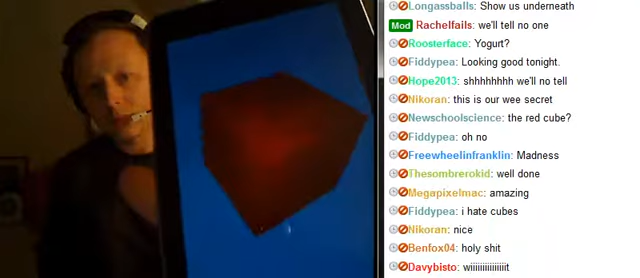 Longassballs: Show us underneath
Mod Rachelfails: we'll tell no one
Roosterface: Yogurt?
Fiddypea: Looking good tonight.
Hope2013: shhhhhhhh we'll no tell
Nikoran: this is our wee secret
Newschoolscience: the red cube?
Fiddypea: oh no
Freewheelinfranklin: Madness
Thesombrerokid: well done
Megapixelmac: amazing
Fiddypea: i hate cubes
Nikoran: nice
Benfox04: holy shit
Davybisto: wiiiiiiiiiiiiiit